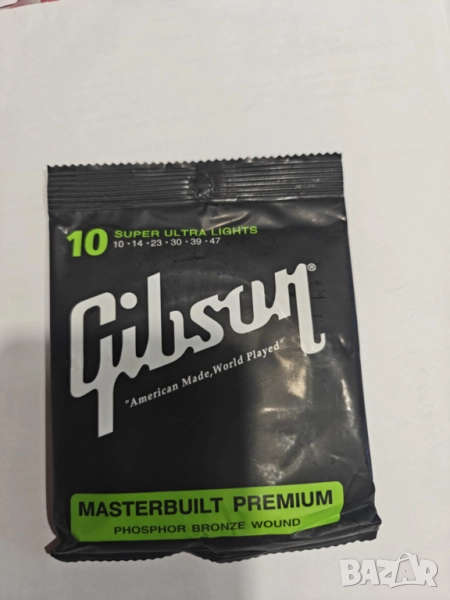 10 SUPER ULTRA LIGHTS
10 · 14 · 23 · 30 · 39 · 47
Gibson®
"American Made, World Played"
MASTERBUILT PREMIUM
PHOSPHOR BRONZE WOUND
BAZAR